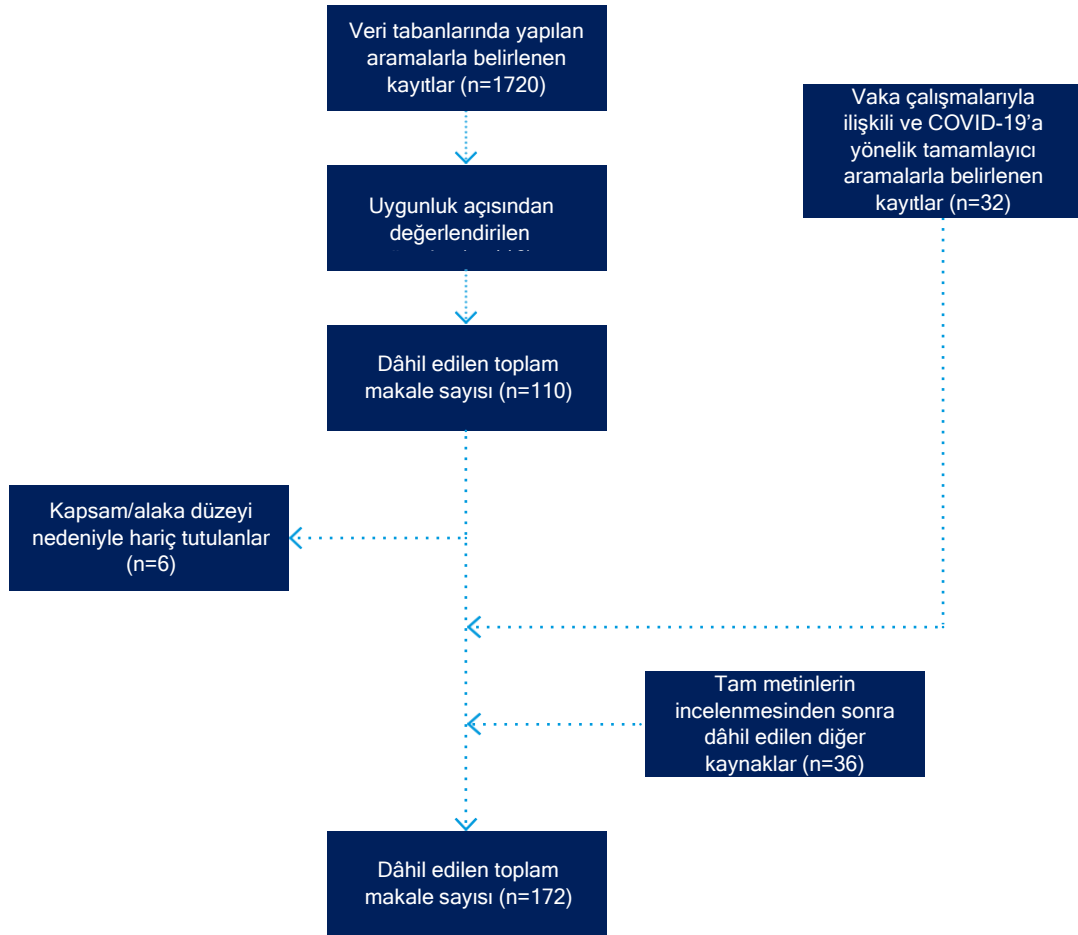 Veri tabanlarında yapılan
aramalarla belirlenen
kayıtlar (n=1720)
Vaka çalışmalarıyla
ilişkili ve COVID-19’a
yönelik tamamlayıcı
aramalarla belirlenen
kayıtlar (n=32)
Uygunluk açısından
değerlendirilen
Dâhil edilen toplam
makale sayısı (n=110)
Kapsam/alaka düzeyi
nedeniyle hariç tutulanlar
(n=6)
Tam metinlerin
incelenmesinden sonra
dâhil edilen diğer
kaynaklar (n=36)
Dâhil edilen toplam
makale sayısı (n=172)